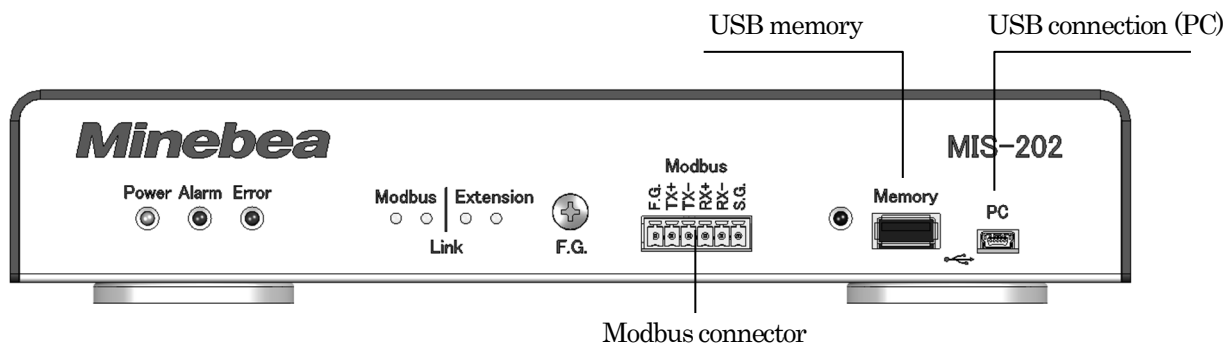 USB memory
USB connection (PC)
Minebea
MIS-202
Power Alarm Error
Modbus Extension
Link
F.G.
Modbus
F.G. TX+ TX- RX+ RX- S.G.
Memory
PC
Modbus connector